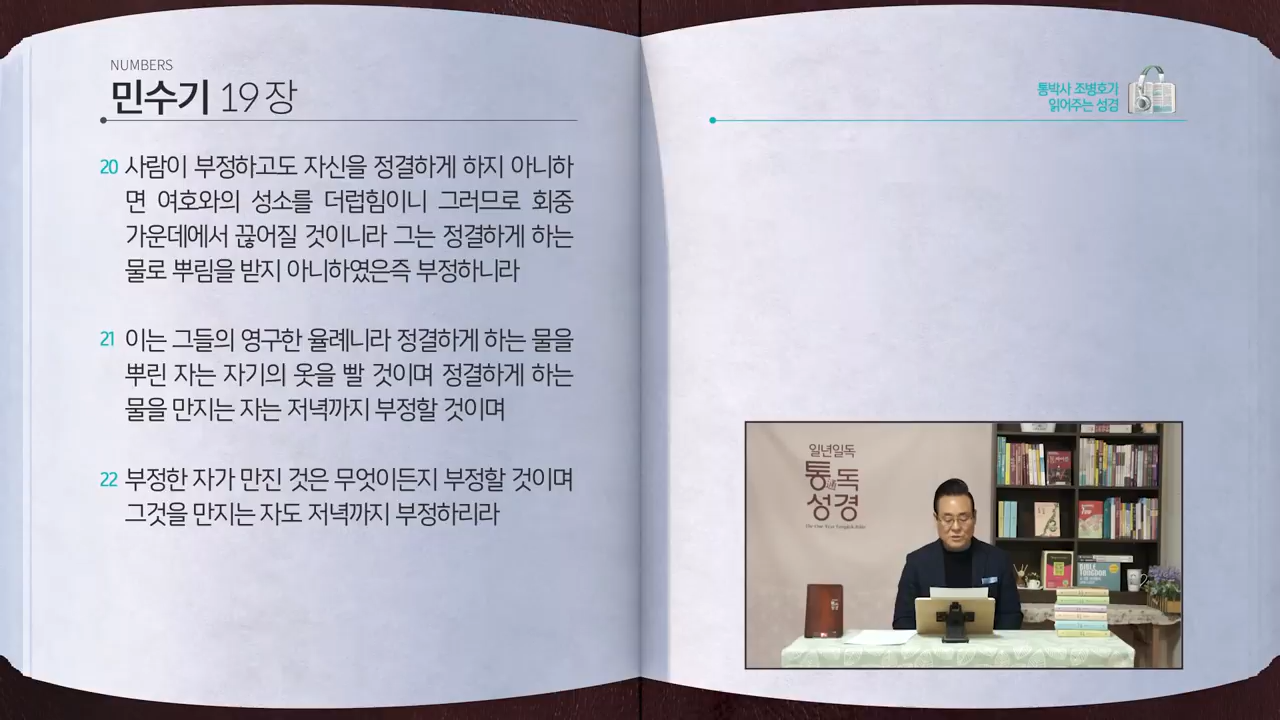 NUMBERS
민수기 19장
20 사람이 부정하고도 자신을 정결하게 하지 아니하
면 여호와의 성소를 더럽힘이니 그러므로 회중
가운데에서 끊어질 것이니라 그는 정결하게 하는
물로 뿌림을 받지 아니하였은즉 부정하니라
21 이는 그들의 영구한 율례니라 정결하게 하는 물을
뿌린 자는 자기의 옷을 빨 것이며 정결하게 하는
물을 만지는 자는 저녁까지 부정할 것이며
22 부정한 자가 만진 것은 무엇이든지 부정할 것이며
그것을 만지는 자도 저녁까지 부정하리라
통박사 조병호가
읽어주는 성경
일년일독
통通독
성경
The One Year Tongdok Bible
BIBLE
TONGDOK